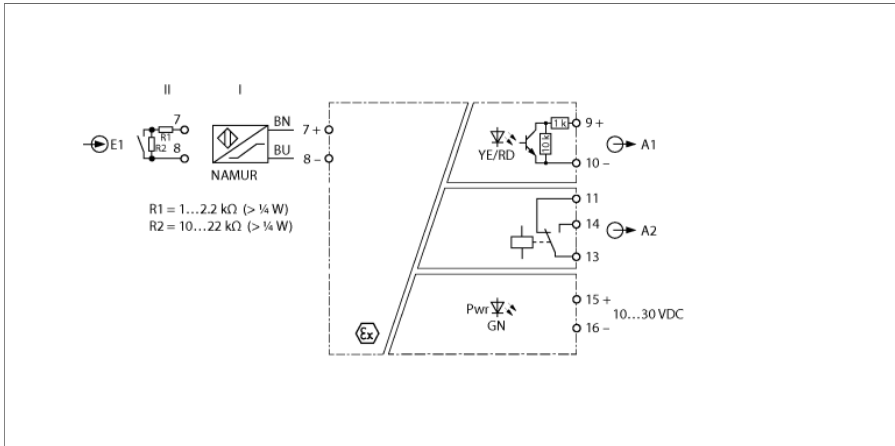 II I
E1
7
R1
R2
8
BN
BU
NAMUR
7 +
8 –
R1 = 1...2.2 kΩ (> ¼ W)
R2 = 10...22 kΩ (> ¼ W)
Ex
YE/RD
1 k
10 k
9 +
10 –
A1
11
14
13
A2
Pwr
GN
15 +
16 –
10...30 VDC